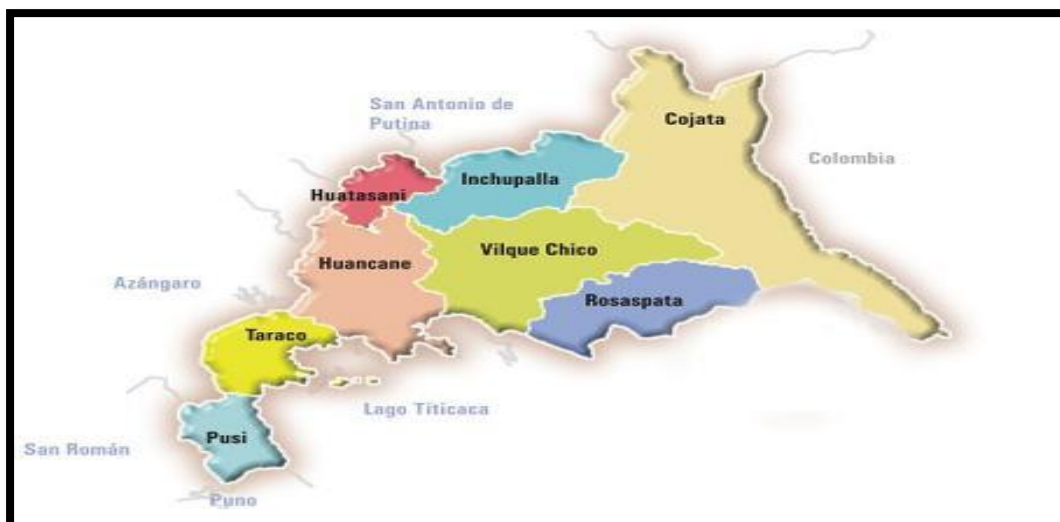 San Antonio de
Putina
Cojata
Colombia
Inchupalla
Huatasani
Vilque Chico
Huancane
Azángaro
Rosaspata
Taraco
Lago Titicaca
Pusi
San Román
Puno